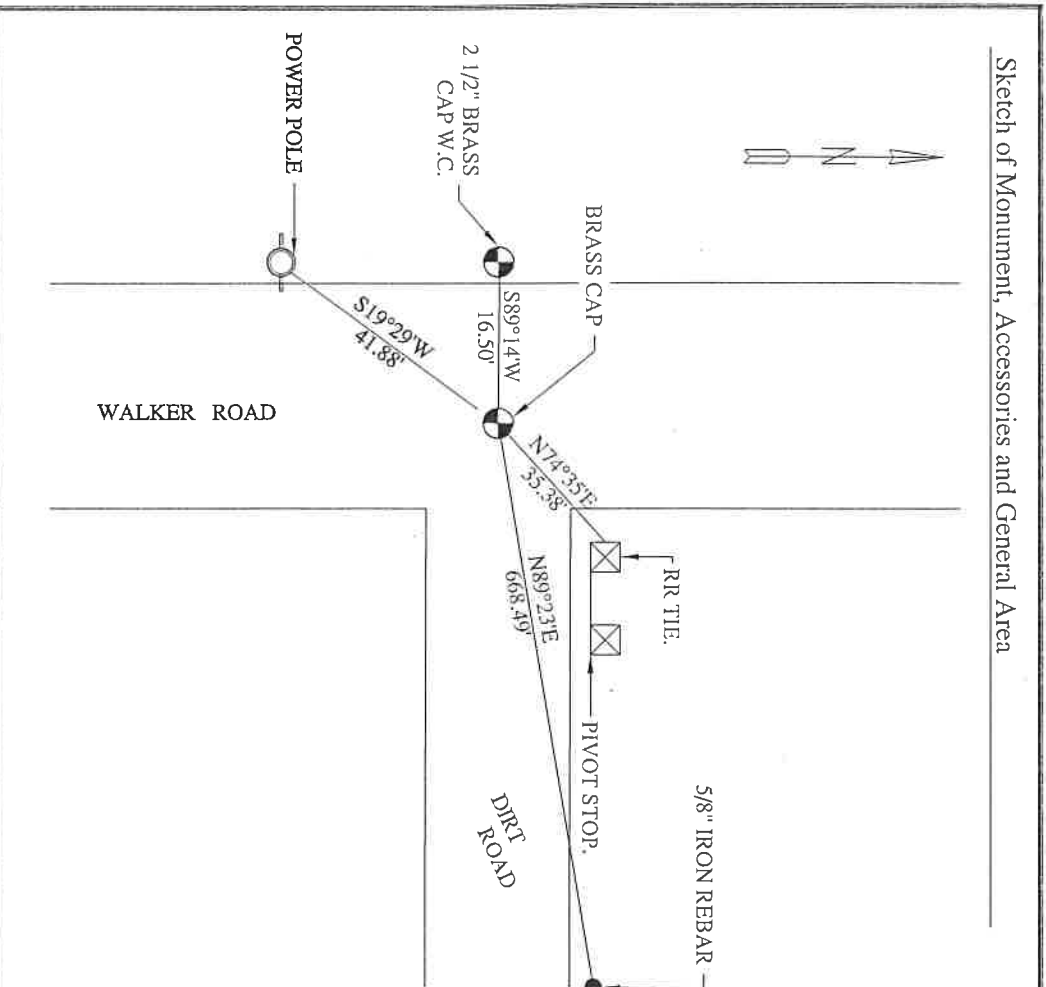 Sketch of Monument, Accessories and General Area
N
5/8" IRON REBAR
BRASS CAP
RR TIE.
2 1/2" BRASS
CAP W.C.
PIVOT STOP.
S89°14'W
16.50'
N74°35'E
35.38'
N89°23'E
668.49'
POWER POLE
S19°29'W
41.88'
DIRT
ROAD
WALKER ROAD